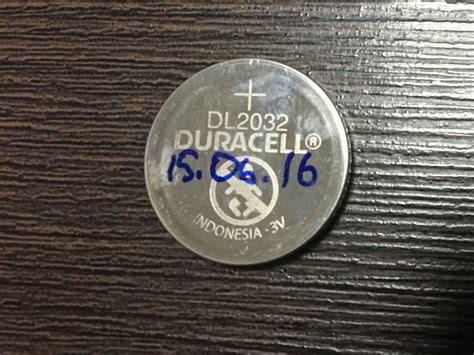 +
DL2032
DURACELL®
15.06.16
INDONESIA · 3V